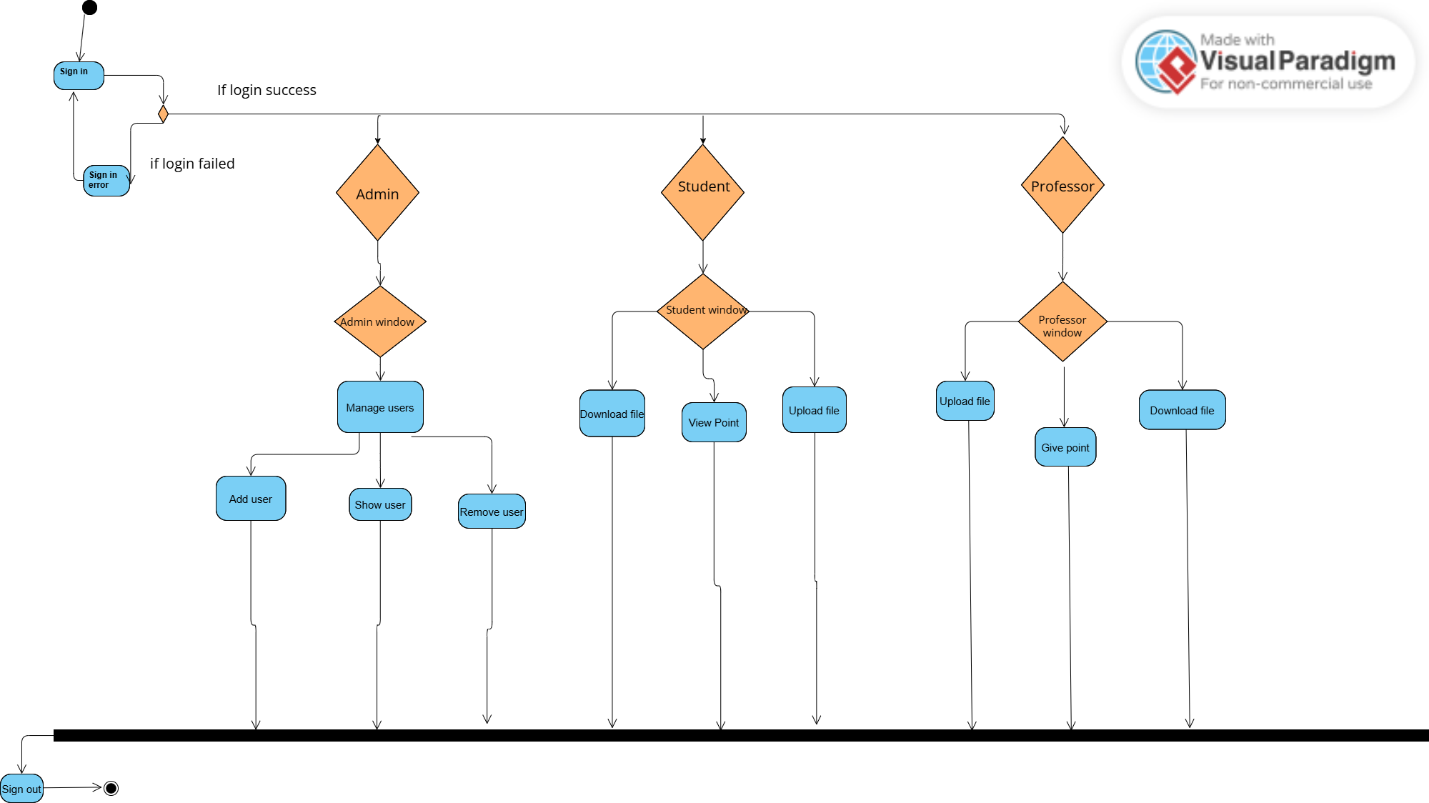 Made with
Visual Paradigm
For non-commercial use
Sign in
If login success
if login failed
Sign in
error
Admin
Student
Professor
Admin window
Student window
Professor
window
Manage users
Download file
View Point
Upload file
Upload file
Give point
Download file
Add user
Show user
Remove user
Sign out